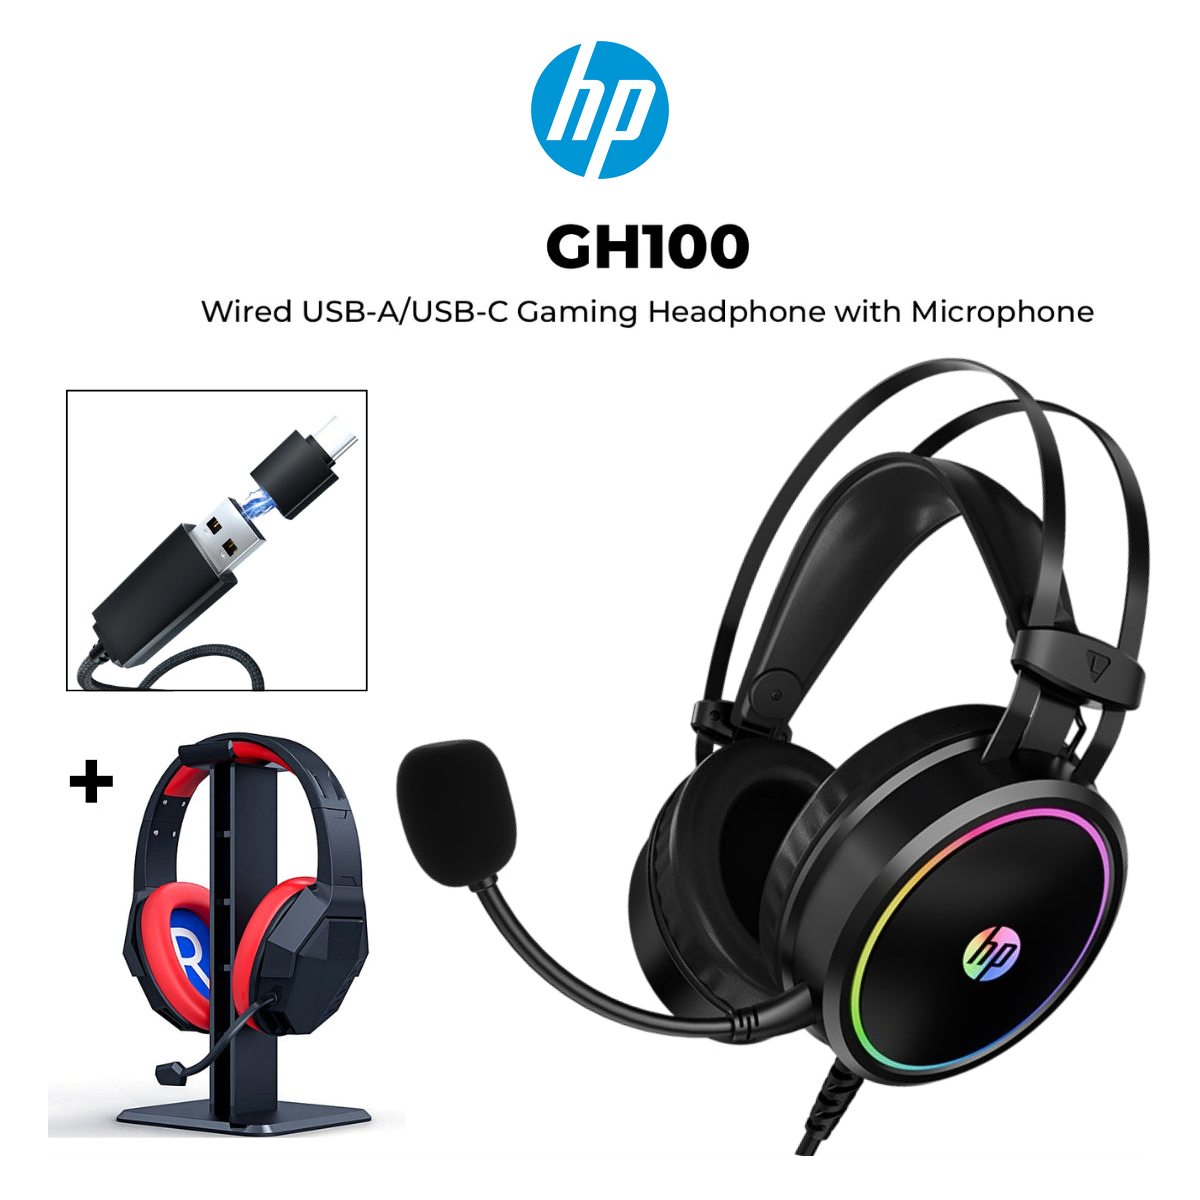 hp
GH100
Wired USB-A/USB-C Gaming Headphone with Microphone
+
R
L
hp